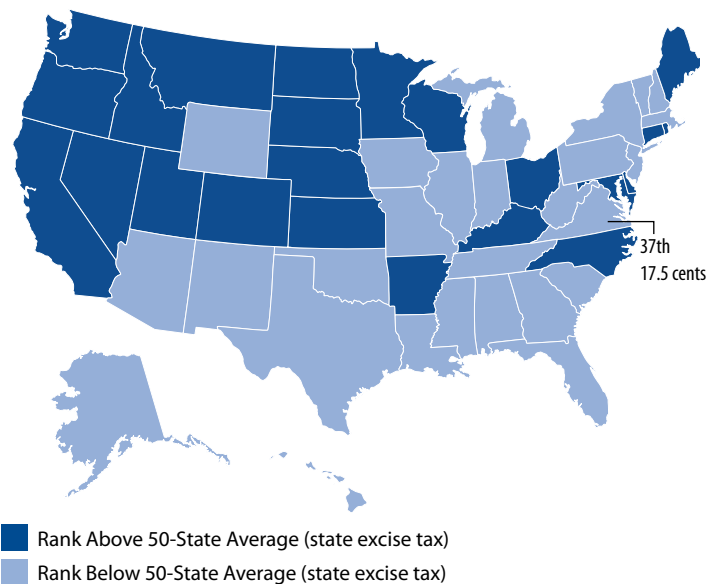 37th
17.5 cents
Rank Above 50-State Average (state excise tax)
Rank Below 50-State Average (state excise tax)